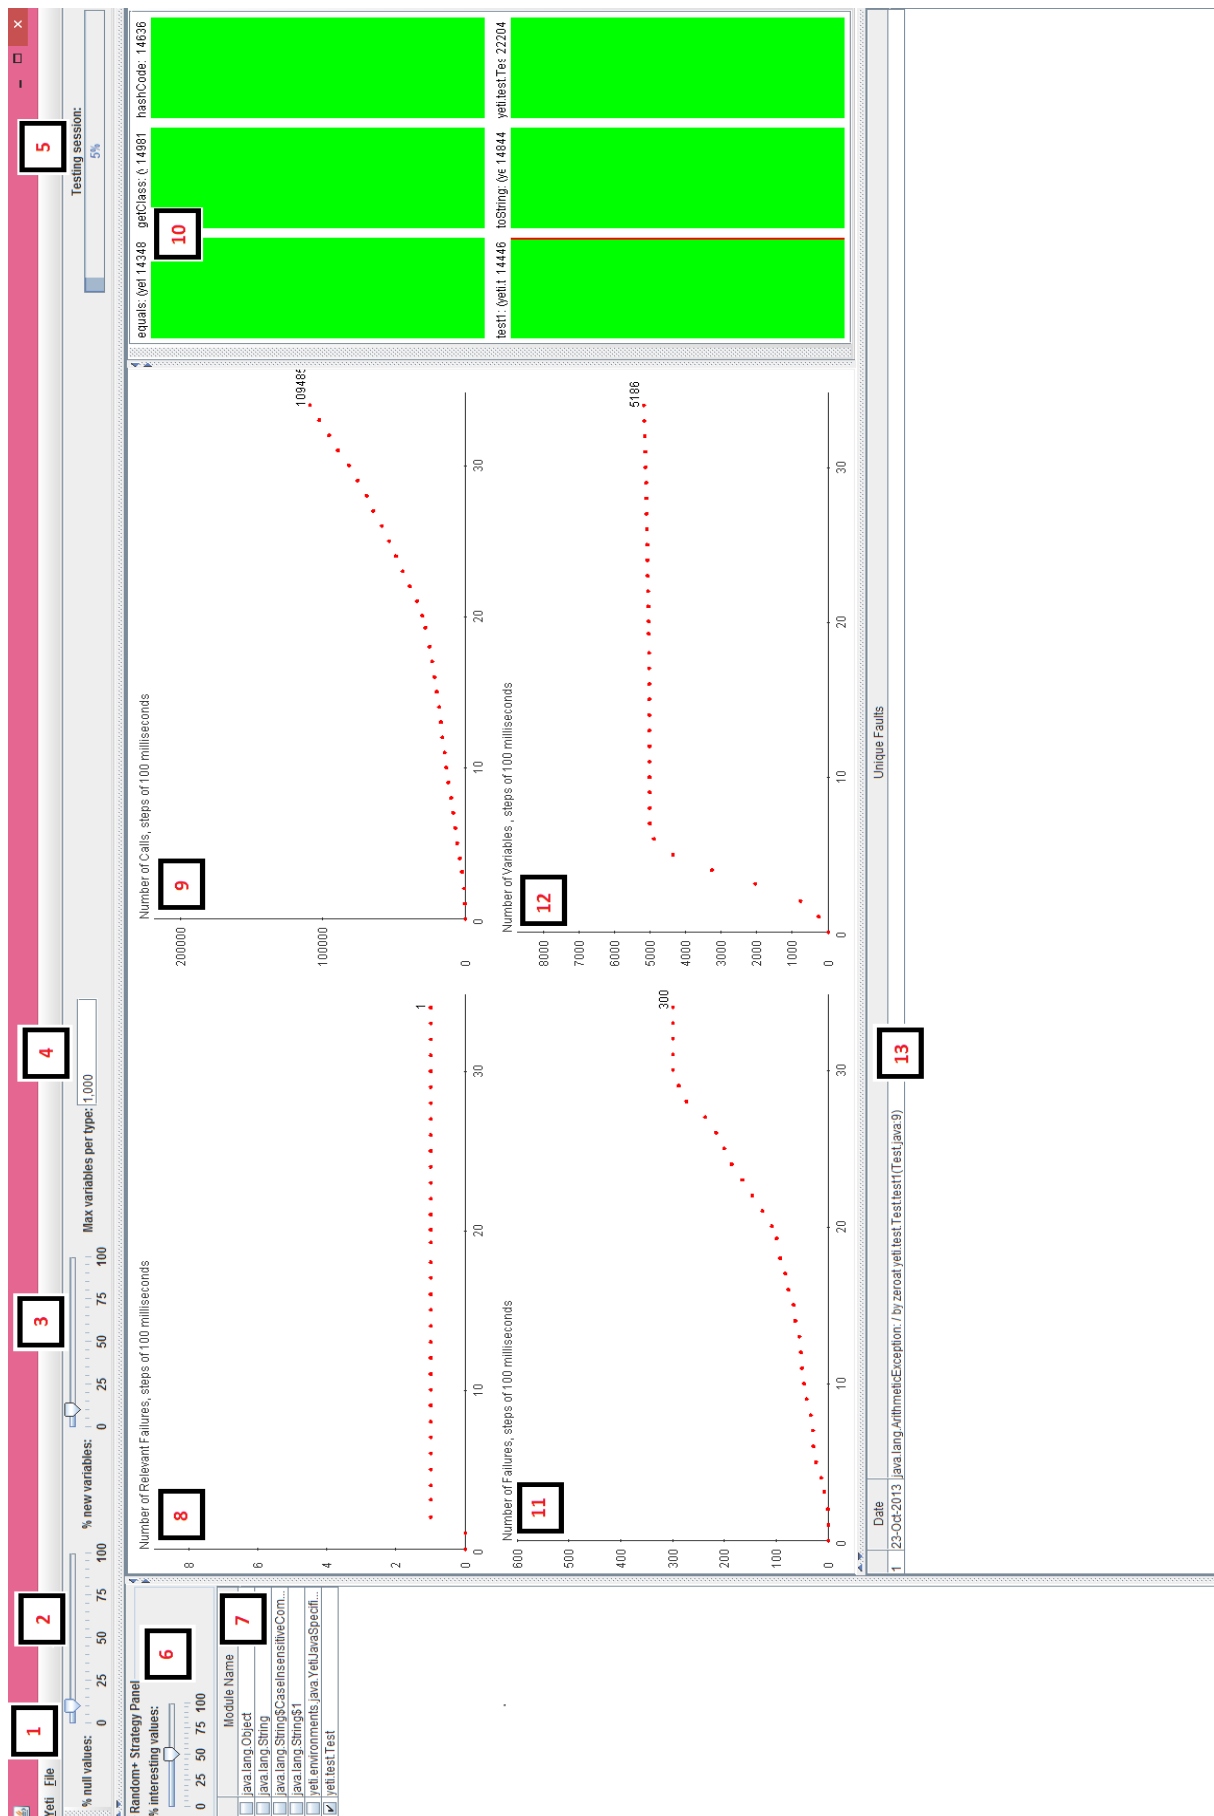 1
2
3
4
5
Yeti File
% null values:
0 25 50 75 100
% new variables:
0 25 50 75 100
Max variables per type: 1,000
Testing session:
5%
Random+ Strategy Panel
% interesting values:
0 25 50 75 100
6
7
Module Name
java.lang.Object
java.lang.String
java.lang.String$CaseInsensitiveCom...
java.lang.String$1
yeti.environments.java.YetiJavaSpecifi...
yeti.test.Test
Number of Relevant Failures, steps of 100 milliseconds
8
8
6
4
2
0
0 10 20 30
1
Number of Calls, steps of 100 milliseconds
9
200000
100000
0
0 10 20 30
109485
equals: (yet 14348
getClass: (\ 14981
hashCode: 14636
10
test1: (yeti.t 14446
toString: (ye 14844
yeti.test.Tes 22204
Number of Failures, steps of 100 milliseconds
11
600
500
400
300
200
100
0
0 10 20 30
300
Number of Variables , steps of 100 milliseconds
12
8000
7000
6000
5000
4000
3000
2000
1000
0
0 10 20 30
5186
13
Date Unique Faults
1 23-Oct-2013 java.lang.ArithmeticException: / by zeroat yeti.test.Test.test1(Test.java:9)